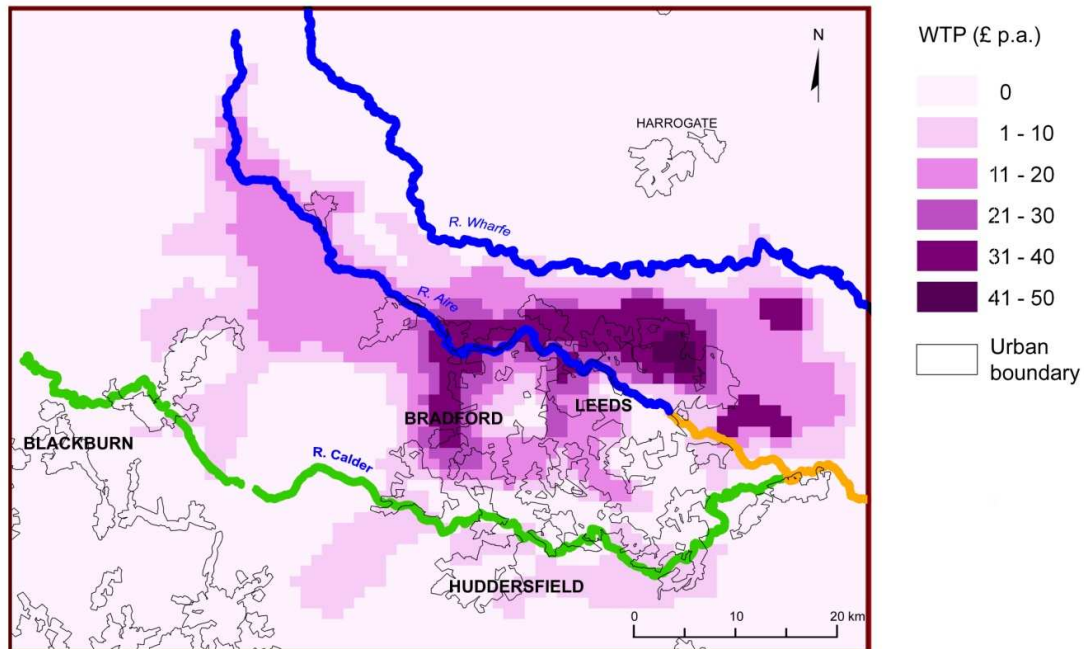 N
HARROGATE
R. Wharfe
R. Aire
BRADFORD
LEEDS
BLACKBURN
R. Calder
HUDDERSFIELD
0 10 20 km
WTP (£ p.a.)
0
1 - 10
11 - 20
21 - 30
31 - 40
41 - 50
Urban
boundary